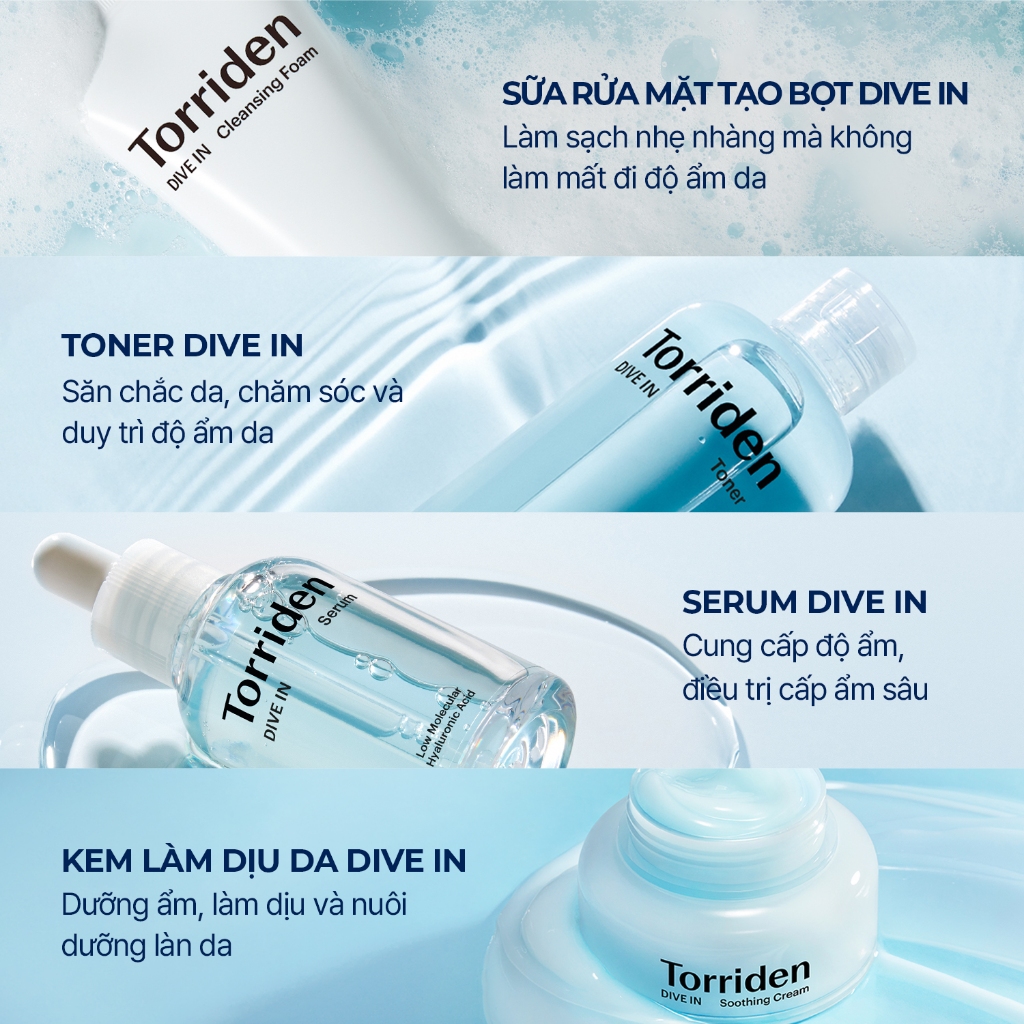 Torriden
DIVE IN Cleansing Foam
SỮA RỬA MẶT TẠO BỌT DIVE IN
Làm sạch nhẹ nhàng mà không
làm mất đi độ ẩm da
TONER DIVE IN
Săn chắc da, chăm sóc và
duy trì độ ẩm da
Torriden
DIVE IN
Toner
Torriden
DIVE IN
Serum
Low Molecular
Hyaluronic Acid
SERUM DIVE IN
Cung cấp độ ẩm,
điều trị cấp ẩm sâu
KEM LÀM DỊU DA DIVE IN
Dưỡng ẩm, làm dịu và nuôi
dưỡng làn da
Torriden
DIVE IN Soothing Cream